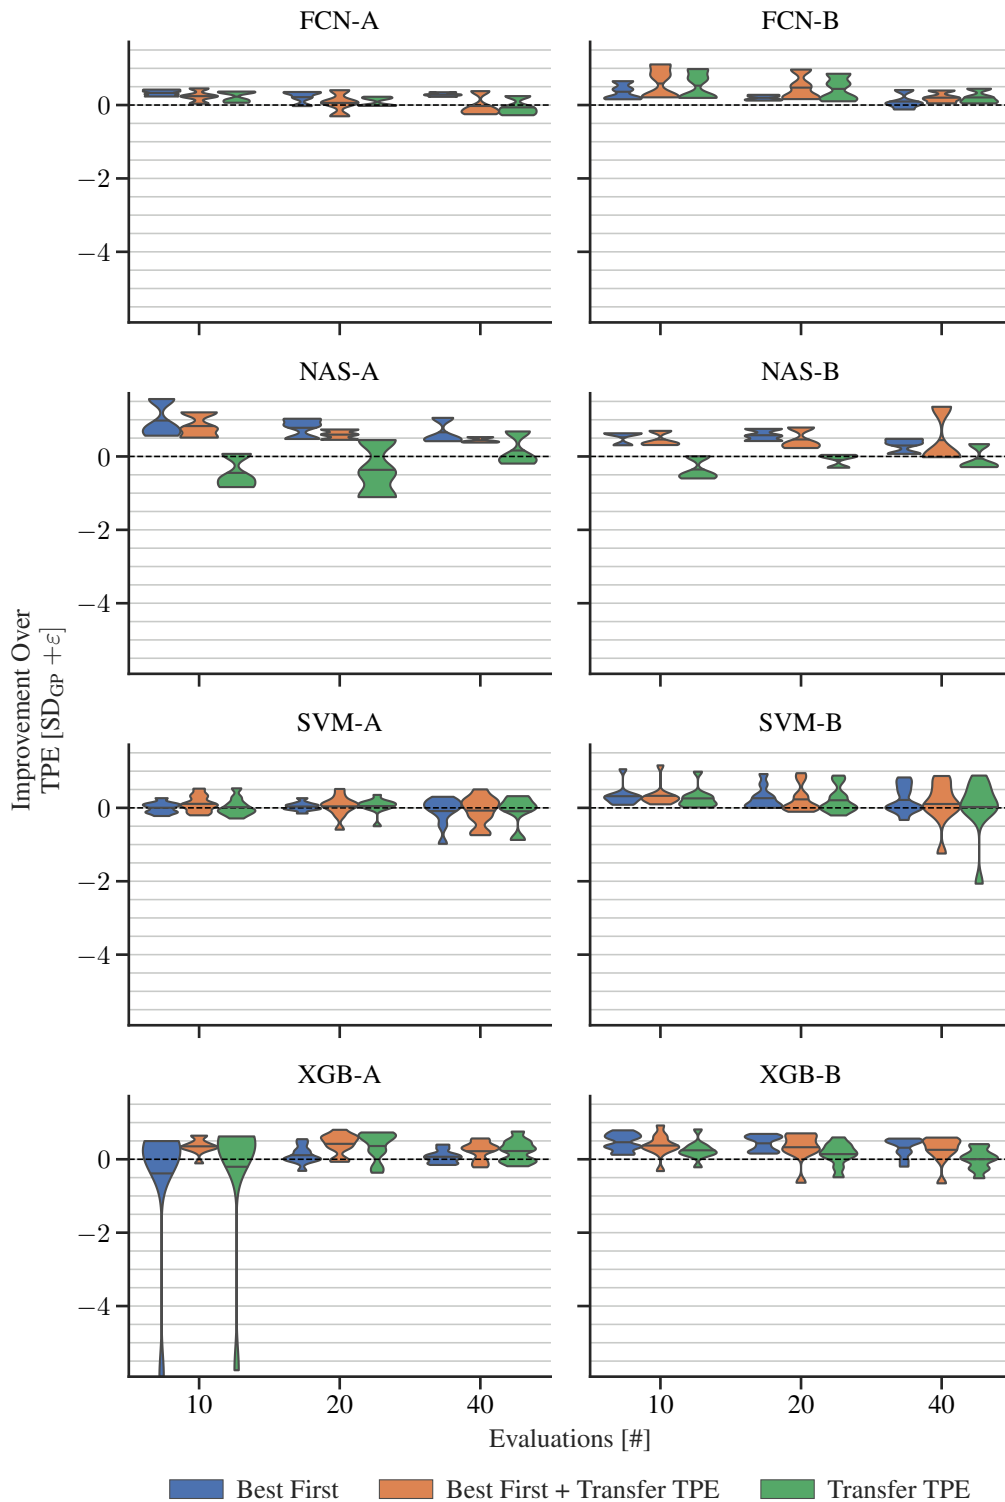 FCN-A
FCN-B
0
−2
−4
NAS-A
NAS-B
0
−2
−4
Improvement Over
TPE [SD_GP +ε]
SVM-A
SVM-B
0
−2
−4
XGB-A
XGB-B
0
−2
−4
10
20
40
10
20
40
Evaluations [#]
Best First
Best First + Transfer TPE
Transfer TPE